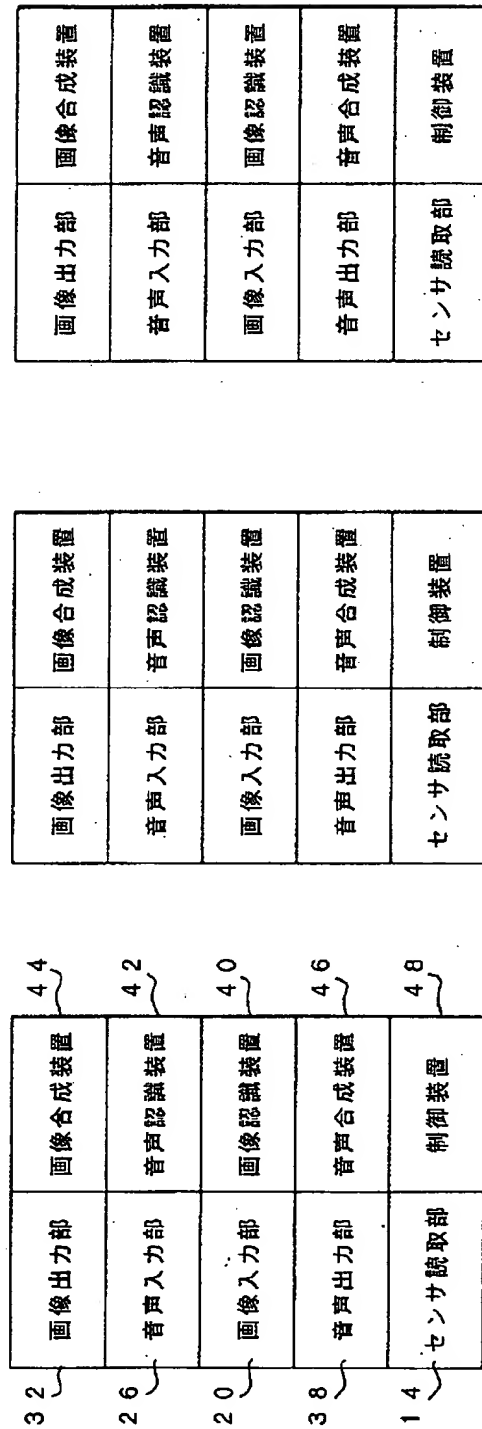 32 画像出力部 画像合成装置 44
26 音声入力部 音声認識装置 42
20 画像入力部 画像認識装置 40
38 音声出力部 音声合成装置 46
14 センサ読取部 制御装置 48
画像出力部 画像合成装置
音声入力部 音声認識装置
画像入力部 画像認識装置
音声出力部 音声合成装置
センサ読取部 制御装置
画像出力部 画像合成装置
音声入力部 音声認識装置
画像入力部 画像認識装置
音声出力部 音声合成装置
センサ読取部 制御装置